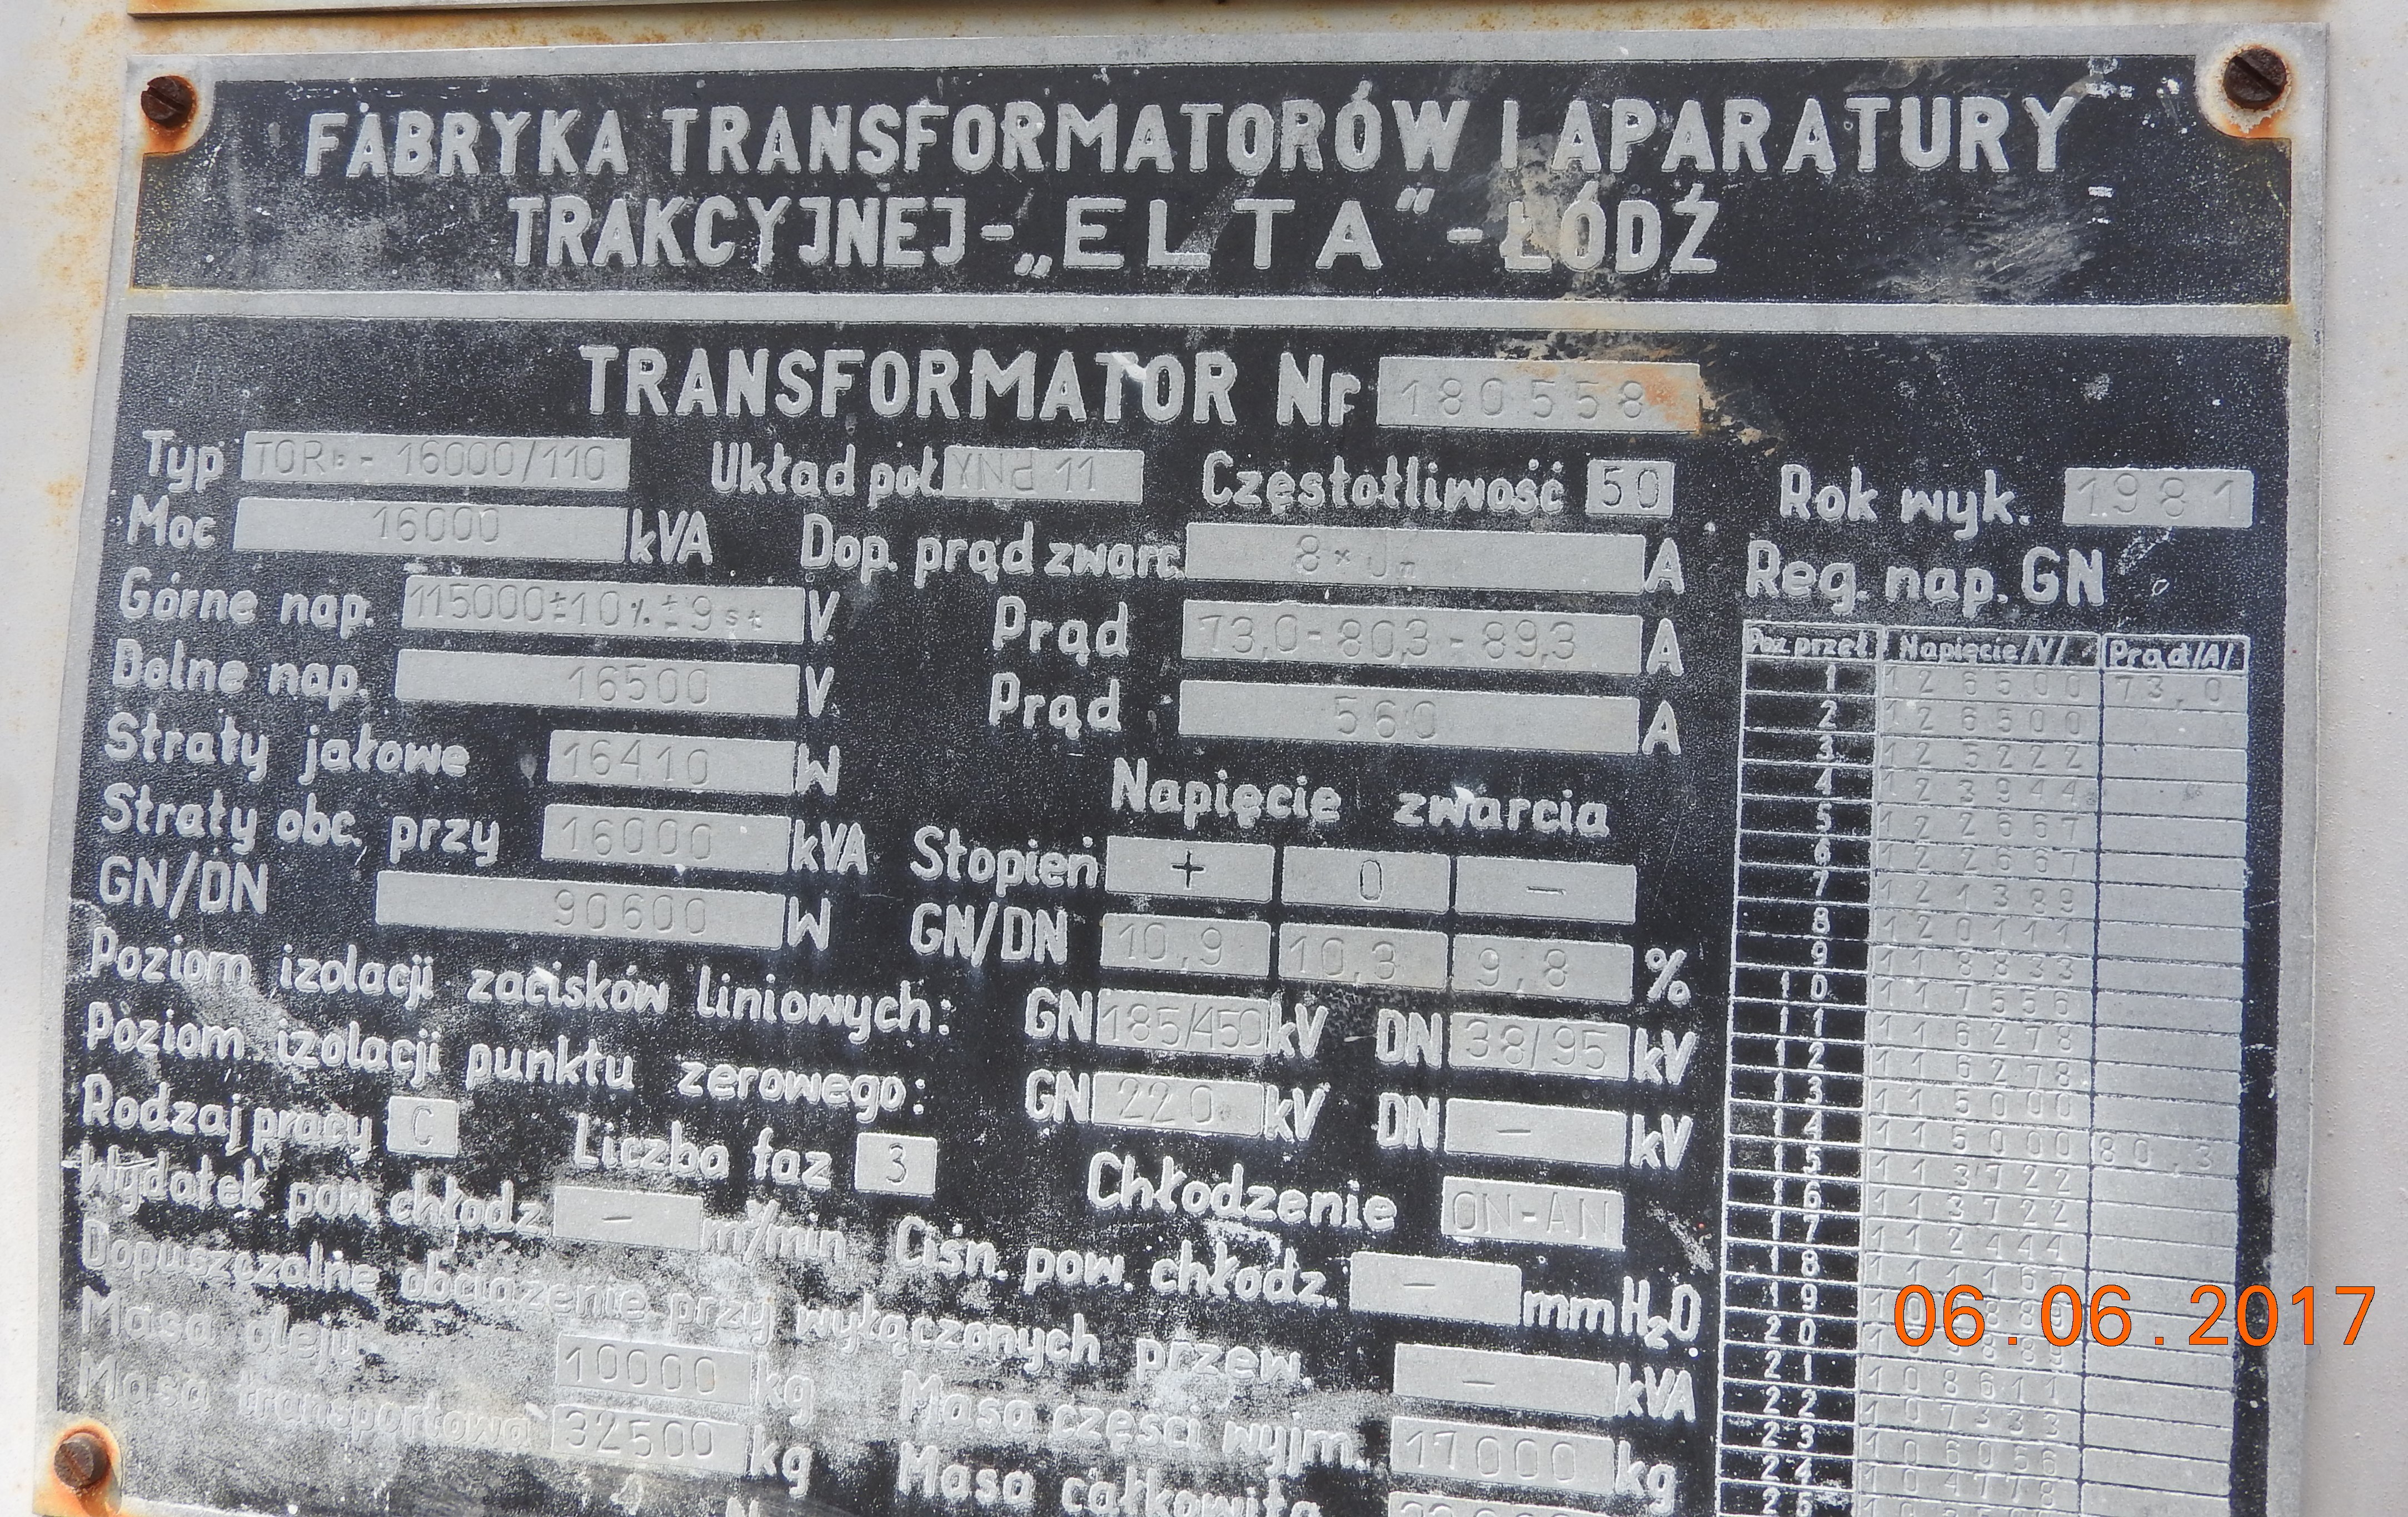 FABRYKA TRANSFORMATORÓW I APARATURY
TRAKCYJNEJ - „ELTA” - ŁÓDŹ
TRANSFORMATOR Nr 180558
Typ TORb - 16000/110 Układ poł. YNd 11 Częstotliwość 50 Rok wyk. 1981
Moc 16000 kVA Dop. prąd zwarc. 8 × Jn A Reg. nap. GN
Górne nap. 115000±10%±9st V Prąd 73,0-80,3-89,3 A
Dolne nap. 16500 V Prąd 560 A
Straty jałowe 16410 W Napięcie zwarcia
Straty obc. przy 16000 kVA Stopień + 0 -
GN/DN 90600 W GN/DN 10,9 10,3 9,8 %
Poziom izolacji zacisków liniowych: GN 185/450 kV DN 38/95 kV
Poziom izolacji punktu zerowego: GN 220 kV DN - kV
Rodzaj pracy C Liczba faz 3 Chłodzenie ON-AN
Wydatek pow. chłodz. - m³/min Ciśn. pow. chłodz. - mmH₂O
Dopuszczalne obciążenie przy wyłączonych przew. - kVA
Masa oleju 10000 kg Masa części wyjm. 17000 kg
Masa transportowa 32500 kg Masa całkowita
Poz. przeł. Napięcie /V/ Prąd /A/
1 126500 73,0
2 126500
3 125222
4 123944
5 122667
6 122667
7 121389
8 120111
9 118833
10 117556
11 116278
12 116278
13 115000
14 115000 80,3
15 113722
16 113722
17 112444
18
19
20
21 108611
22 107333
23 106056
24 104778
25
06.06.2017